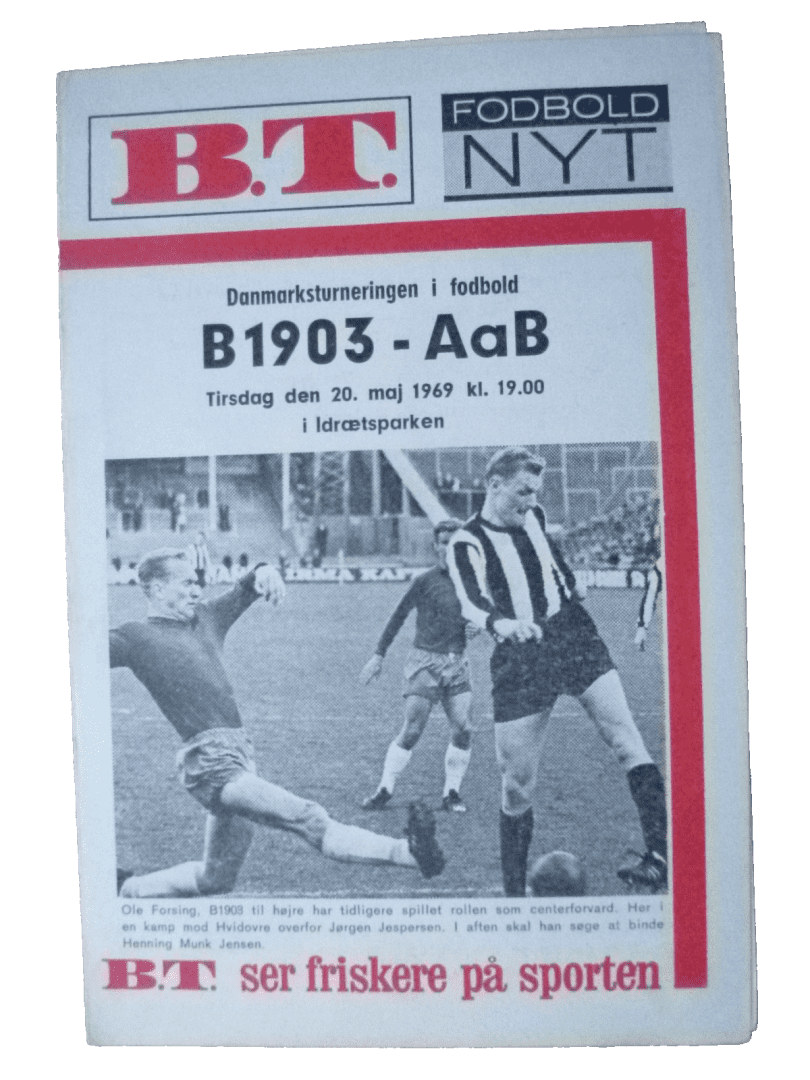 B.T.
FODBOLD
NYT
Danmarksturneringen i fodbold
B1903 - AaB
Tirsdag den 20. maj 1969 kl. 19.00
i Idrætsparken
Ole Forsing, B1903 til højre har tidligere spillet rollen som centerforvard. Her i
en kamp mod Hvidovre overfor Jørgen Jespersen. I aften skal han søge at binde
Henning Munk Jensen.
B.T. ser friskere på sporten